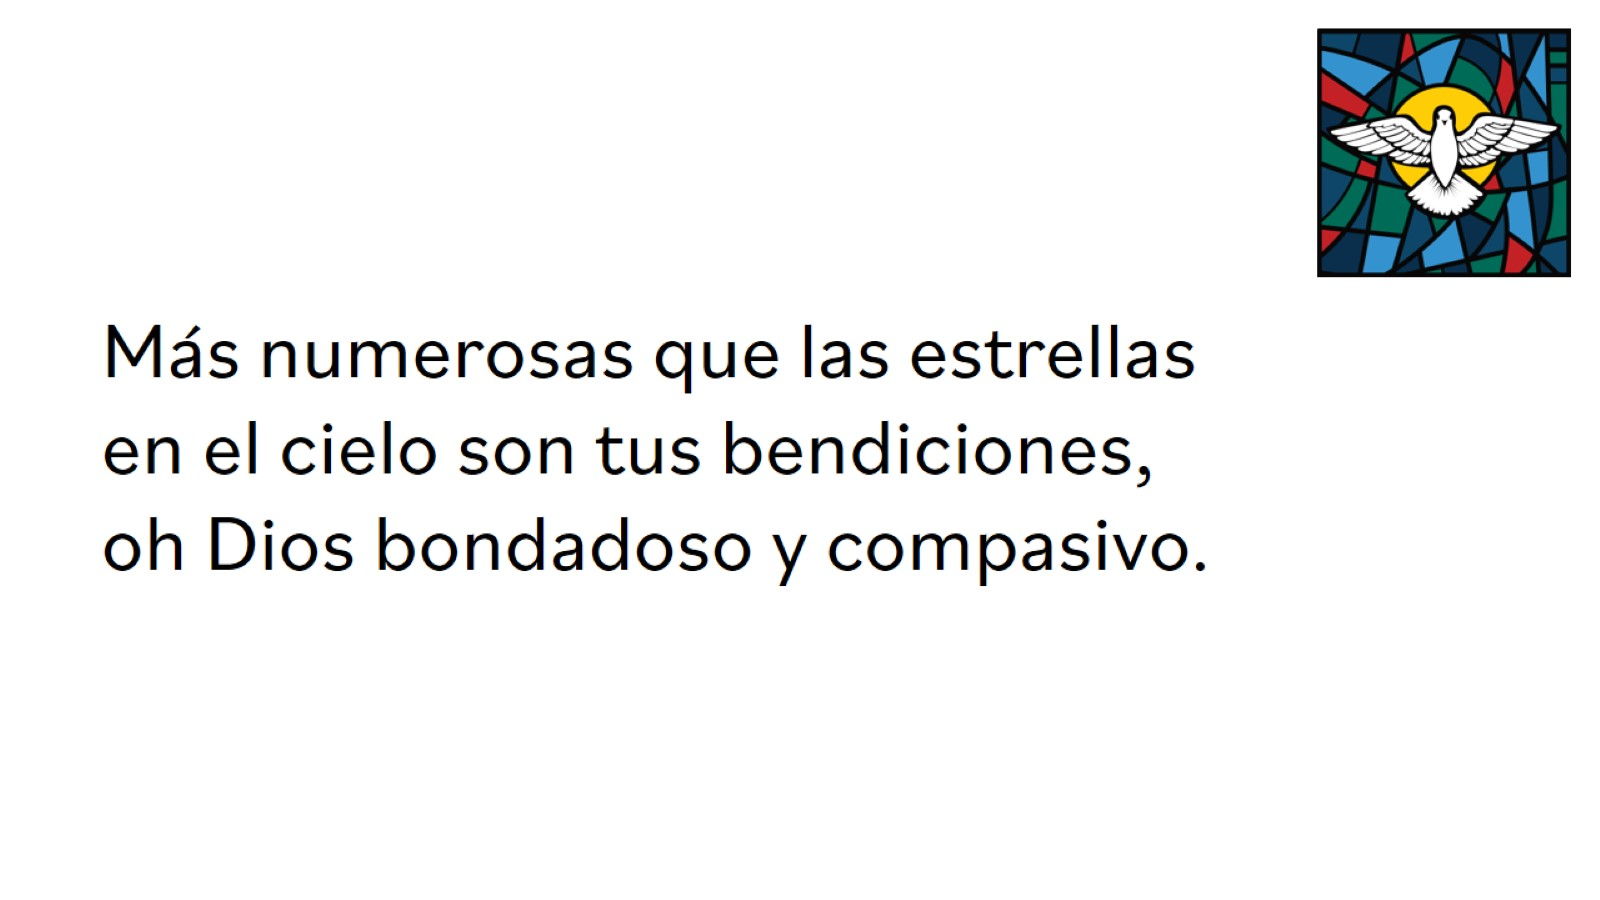 Más numerosas que las estrellas
en el cielo son tus bendiciones,
oh Dios bondadoso y compasivo.